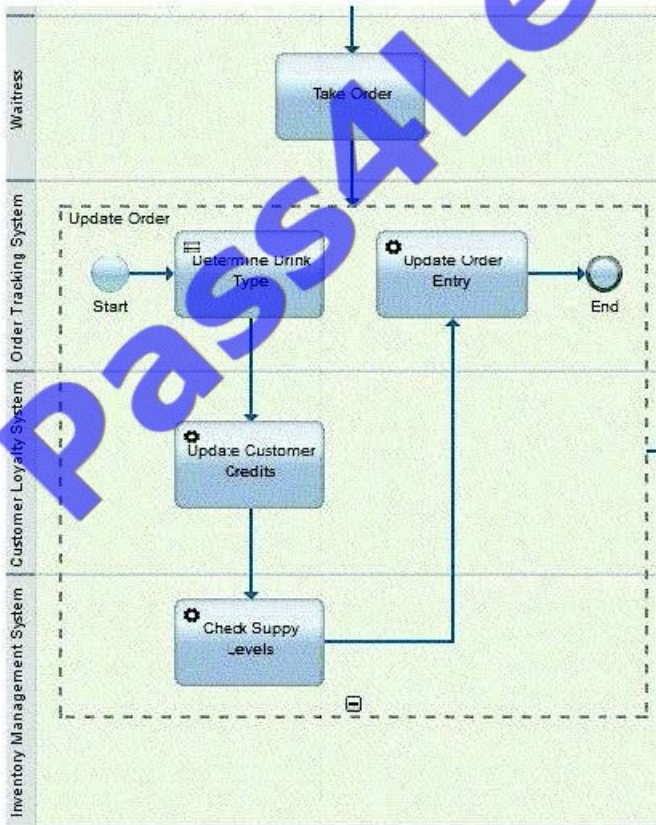 Waitress
Take Order
Order Tracking System
Update Order
Start
Determine Drink
Type
Update Order
Entry
End
Customer Loyalty System
Update Customer
Credits
Inventory Management System
Check Suppy
Levels
Pass4Le